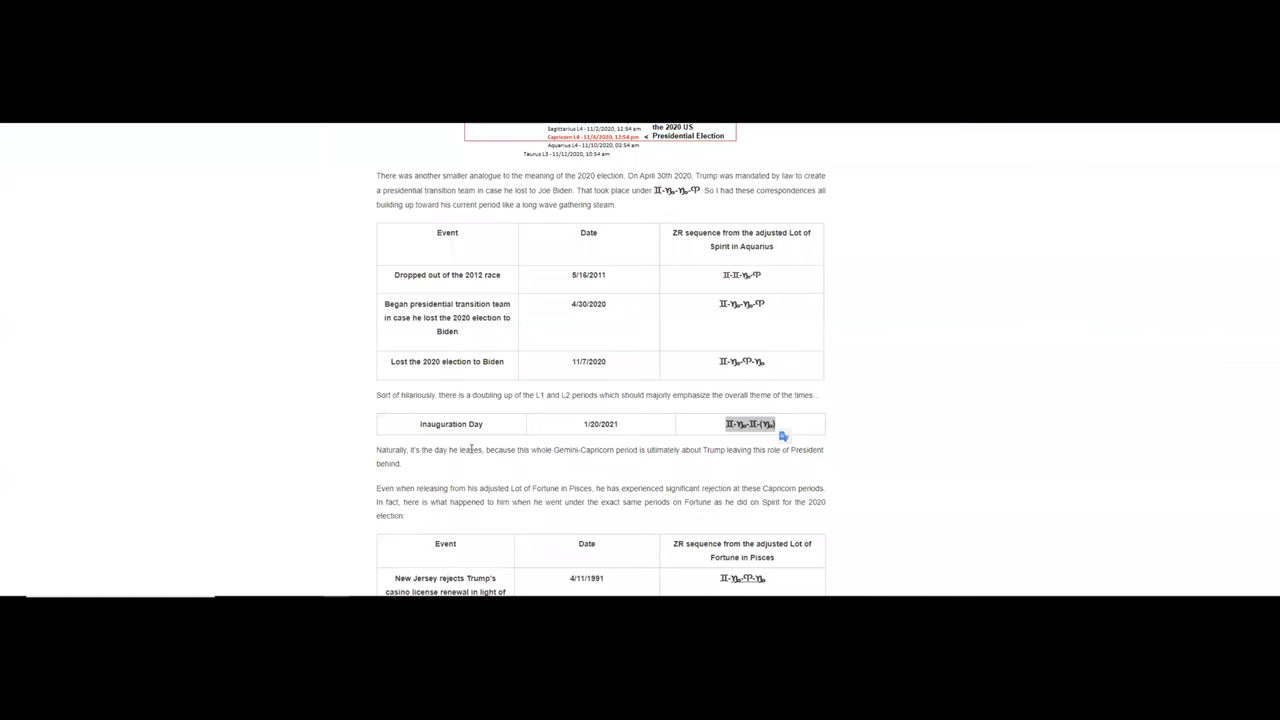 Sagittarius L4 - 11/2/2020, 12:54 am
the 2020 US
Capricorn L4 - 11/4/2020, 12:54 pm < Presidential Election
Aquarius L4 - 11/10/2020, 03:54 am
Taurus L3 - 11/12/2020, 10:54 am
There was another smaller analogue to the meaning of the 2020 election. On April 30th 2020, Trump was mandated by law to create
a presidential transition team in case he lost to Joe Biden. That took place under ♊-♑-♑-♈. So I had these correspondences all
building up toward his current period like a long wave gathering steam.
Event Date ZR sequence from the adjusted Lot of
Spirit in Aquarius
Dropped out of the 2012 race 5/16/2011 ♊-♊-♑-♈
Began presidential transition team 4/30/2020 ♊-♑-♑-♈
in case he lost the 2020 election to
Biden
Lost the 2020 election to Biden 11/7/2020 ♊-♑-♈-♑
Sort of hilariously, there is a doubling up of the L1 and L2 periods which should majorly emphasize the overall theme of the times...
Inauguration Day 1/20/2021 ♊-♑-♊-(♑)
Naturally, it's the day he leaves, because this whole Gemini-Capricorn period is ultimately about Trump leaving this role of President
behind.
Even when releasing from his adjusted Lot of Fortune in Pisces, he has experienced significant rejection at these Capricorn periods.
In fact, here is what happened to him when he went under the exact same periods on Fortune as he did on Spirit for the 2020
election:
Event Date ZR sequence from the adjusted Lot of
Fortune in Pisces
New Jersey rejects Trump's 4/11/1991 ♊-♑-♈-♑
casino license renewal in light of